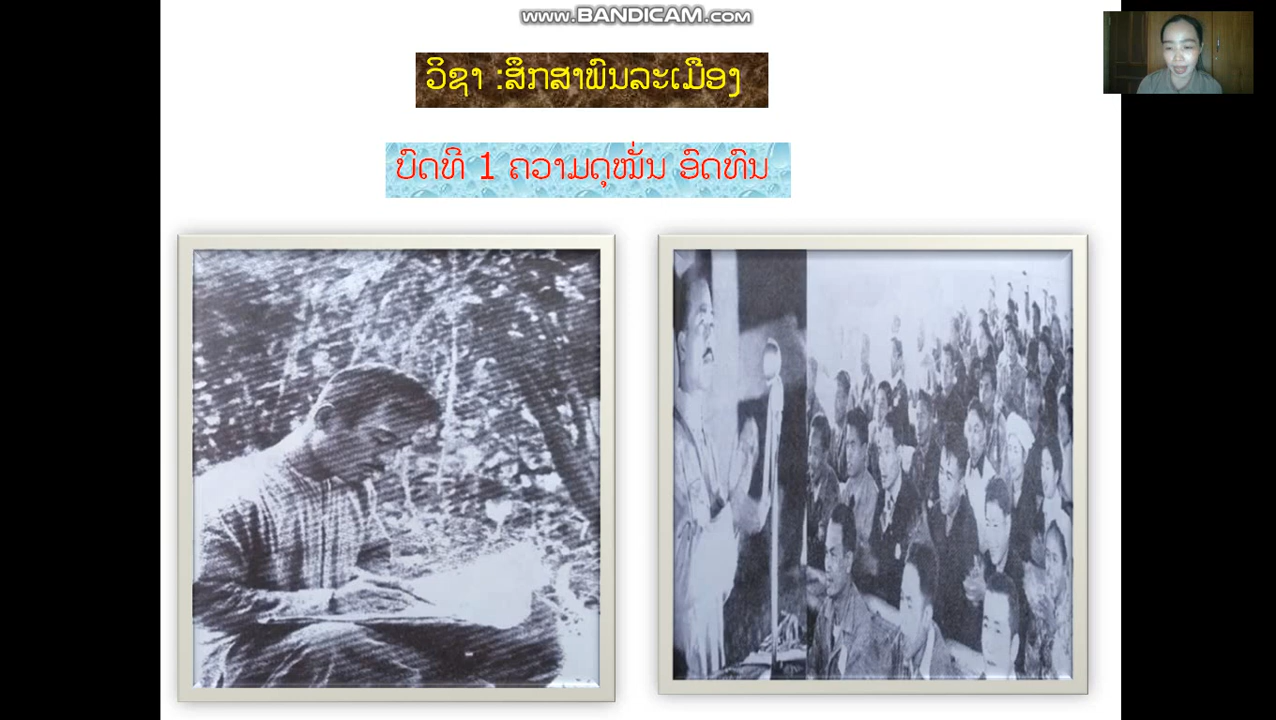 www.BANDICAM.com
ວິຊາ :ສຶກສາພົນລະເມືອງ
ບົດທີ 1 ຄວາມດຸໝັ່ນ ອົດທົນ